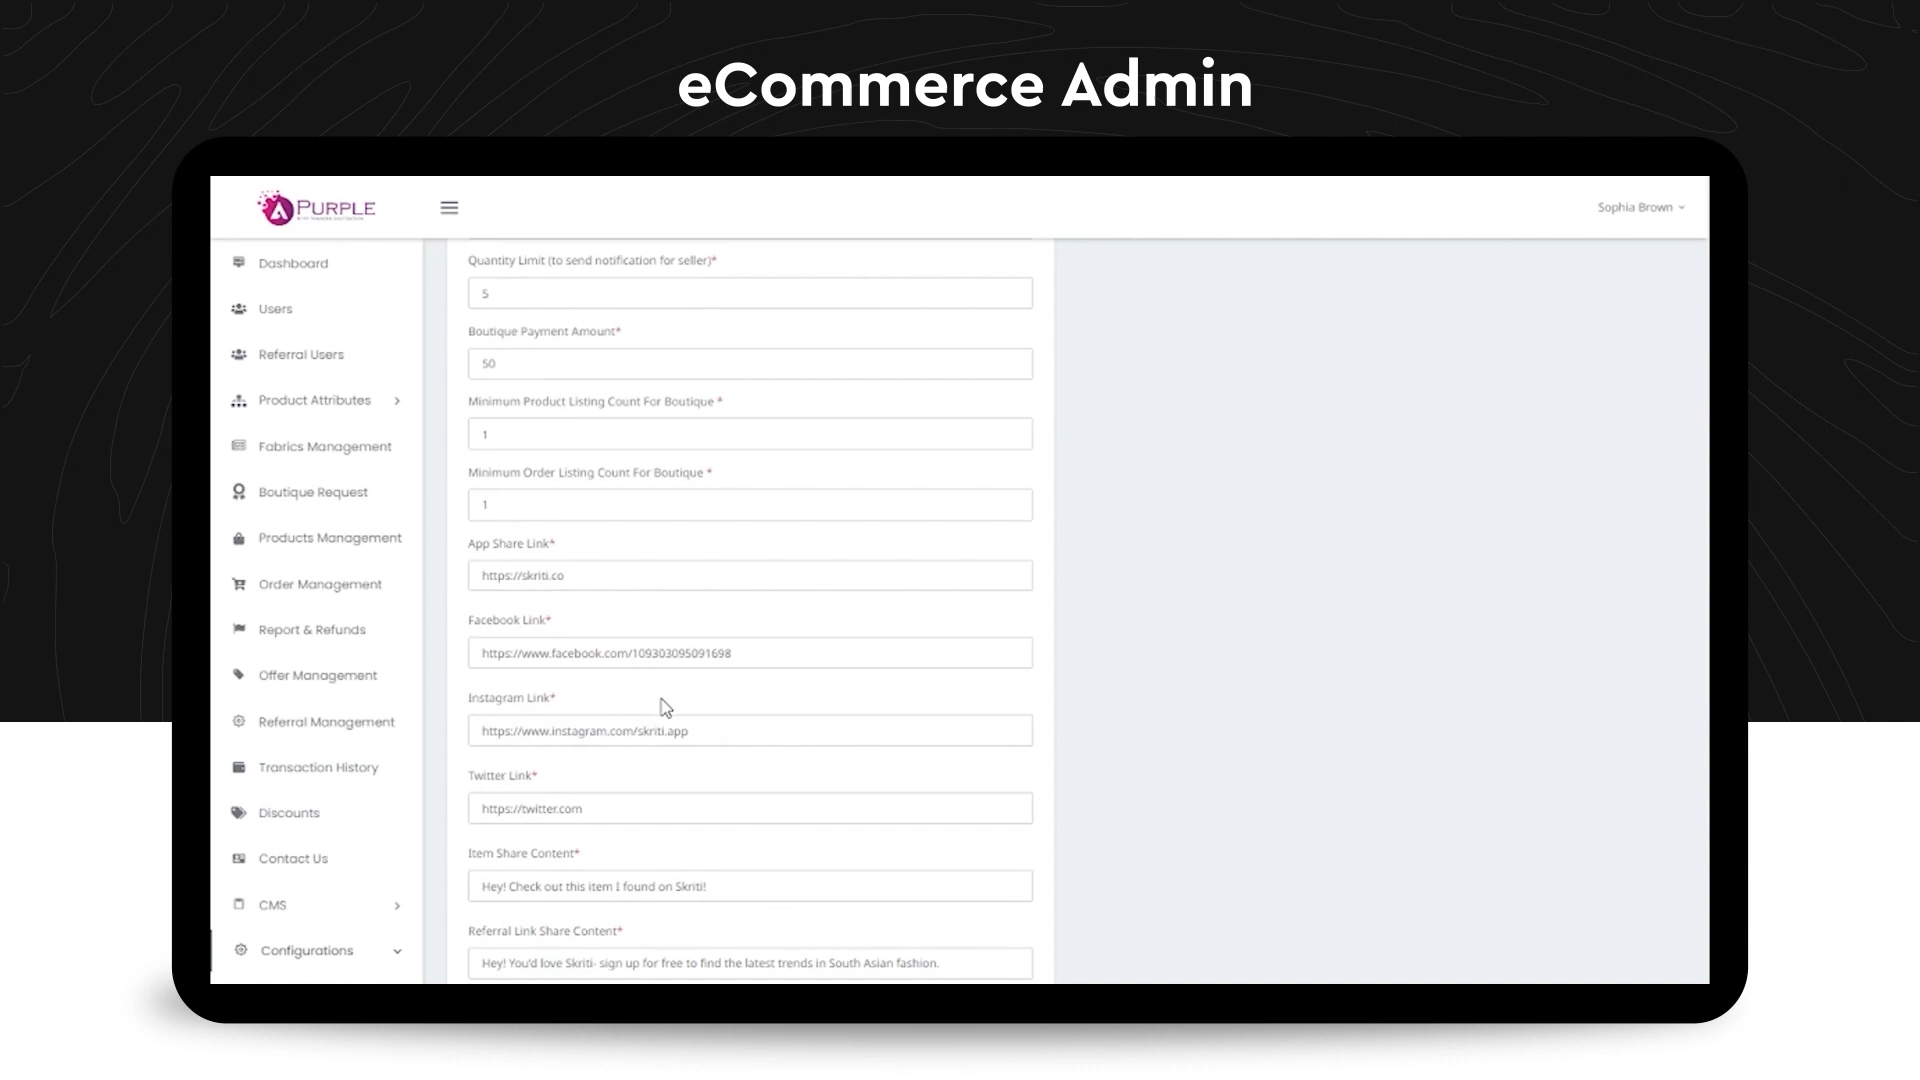 eCommerce Admin
PURPLE
Sophia Brown
Dashboard
Users
Referral Users
Product Attributes
Fabrics Management
Boutique Request
Products Management
Order Management
Report & Refunds
Offer Management
Referral Management
Transaction History
Discounts
Contact Us
CMS
Configurations
Quantity Limit (to send notification for seller)*
5
Boutique Payment Amount*
50
Minimum Product Listing Count For Boutique *
1
Minimum Order Listing Count For Boutique *
1
App Share Link*
https://skriti.co
Facebook Link*
https://www.facebook.com/109303095091698
Instagram Link*
https://www.instagram.com/skriti.app
Twitter Link*
https://twitter.com
Item Share Content*
Hey! Check out this item I found on Skriti!
Referral Link Share Content*
Hey! You'd love Skriti- sign up for free to find the latest trends in South Asian fashion.